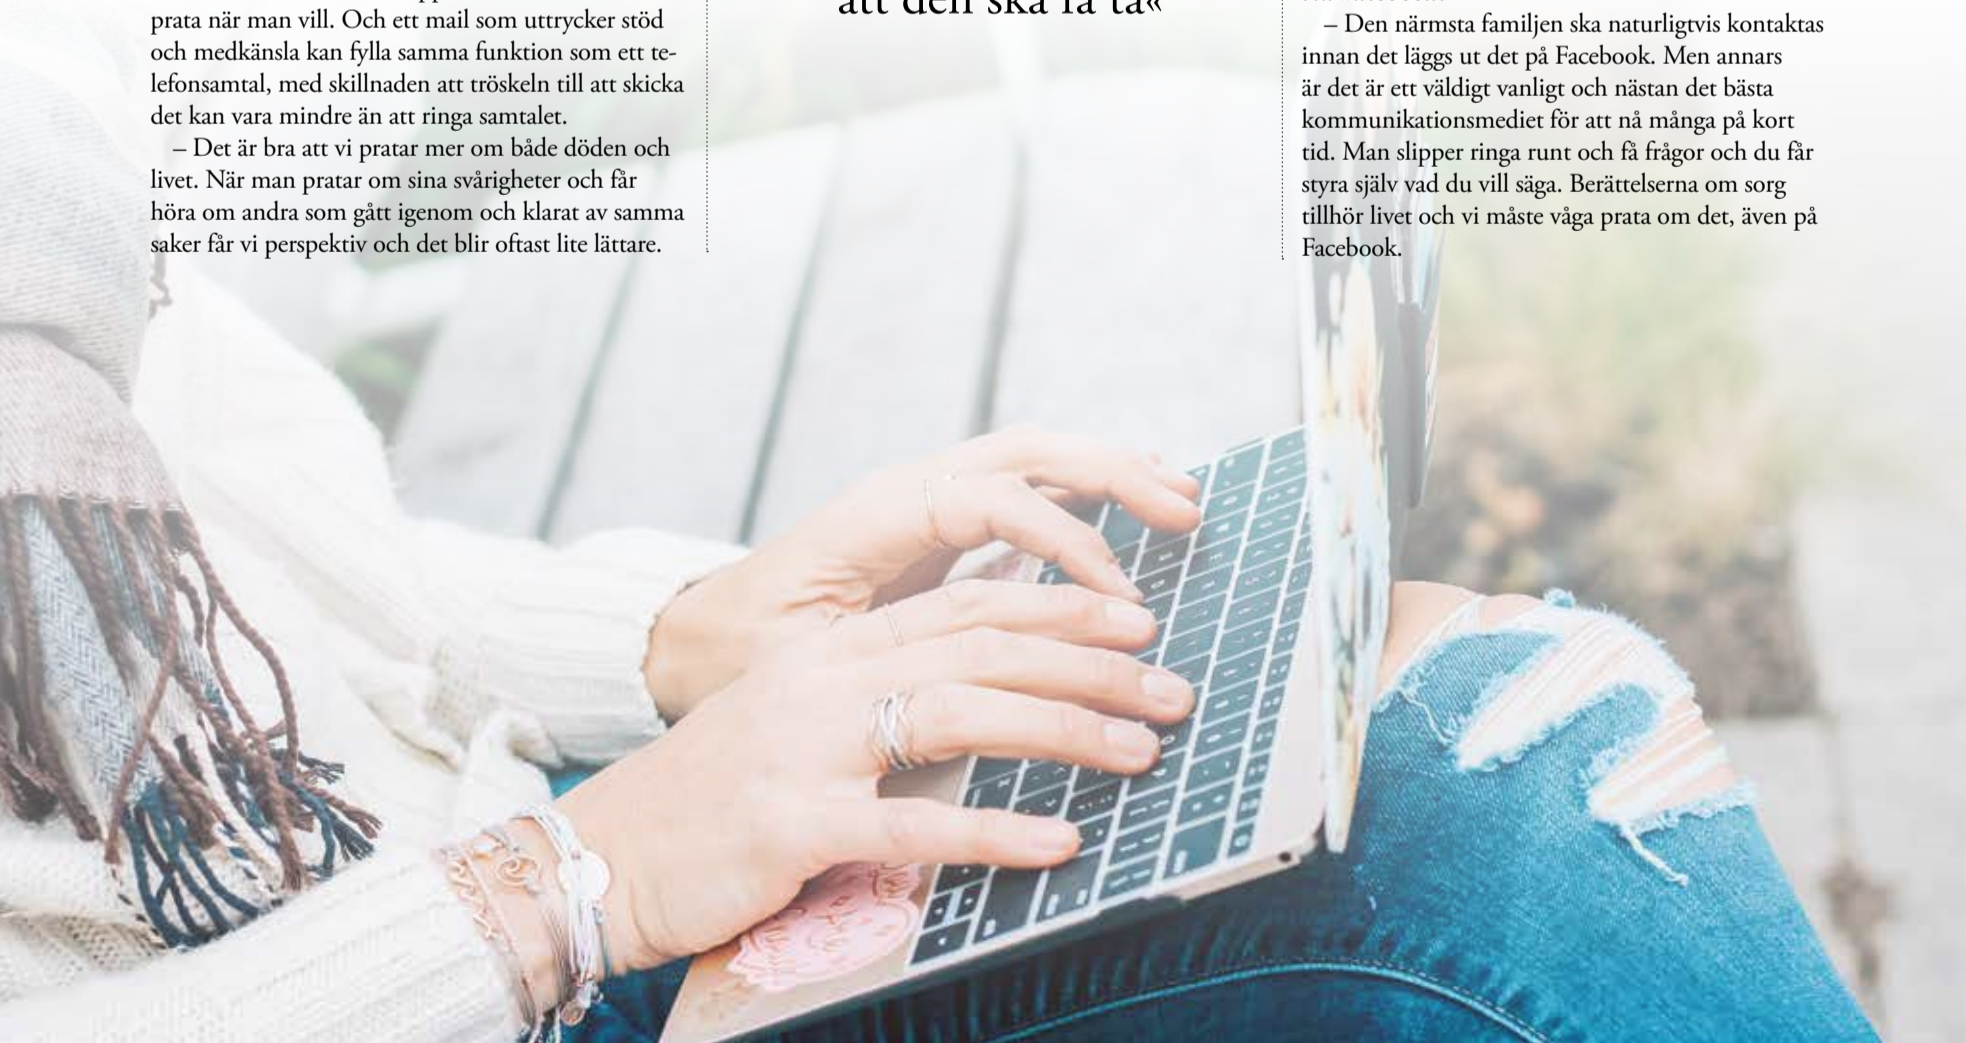 prata när man vill. Och ett mail som uttrycker stöd
och medkänsla kan fylla samma funktion som ett te-
lefonsamtal, med skillnaden att tröskeln till att skicka
det kan vara mindre än att ringa samtalet.
– Det är bra att vi pratar mer om både döden och
livet. När man pratar om sina svårigheter och får
höra om andra som gått igenom och klarat av samma
saker får vi perspektiv och det blir oftast lite lättare.
att den ska få ta«
– Den närmsta familjen ska naturligtvis kontaktas
innan det läggs ut det på Facebook. Men annars
är det är ett väldigt vanligt och nästan det bästa
kommunikationsmediet för att nå många på kort
tid. Man slipper ringa runt och få frågor och du får
styra själv vad du vill säga. Berättelserna om sorg
tillhör livet och vi måste våga prata om det, även på
Facebook.